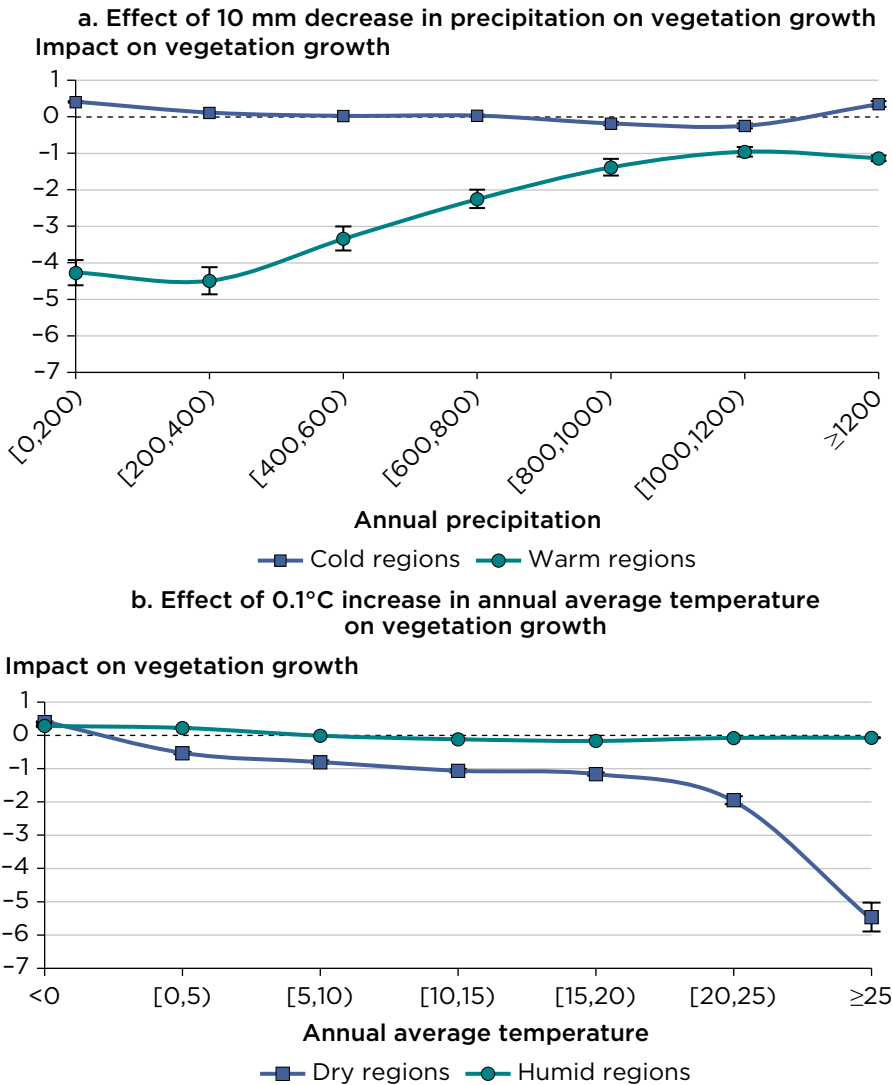 a. Effect of 10 mm decrease in precipitation on vegetation growth
Impact on vegetation growth
1
0
–1
–2
–3
–4
–5
–6
–7
[0,200)
[200,400)
[400,600)
[600,800)
[800,1000)
[1000,1200)
≥1200
Annual precipitation
Cold regions Warm regions
b. Effect of 0.1°C increase in annual average temperature
on vegetation growth
Impact on vegetation growth
1
0
–1
–2
–3
–4
–5
–6
–7
<0 [0,5) [5,10) [10,15) [15,20) [20,25) ≥25
Annual average temperature
Dry regions Humid regions